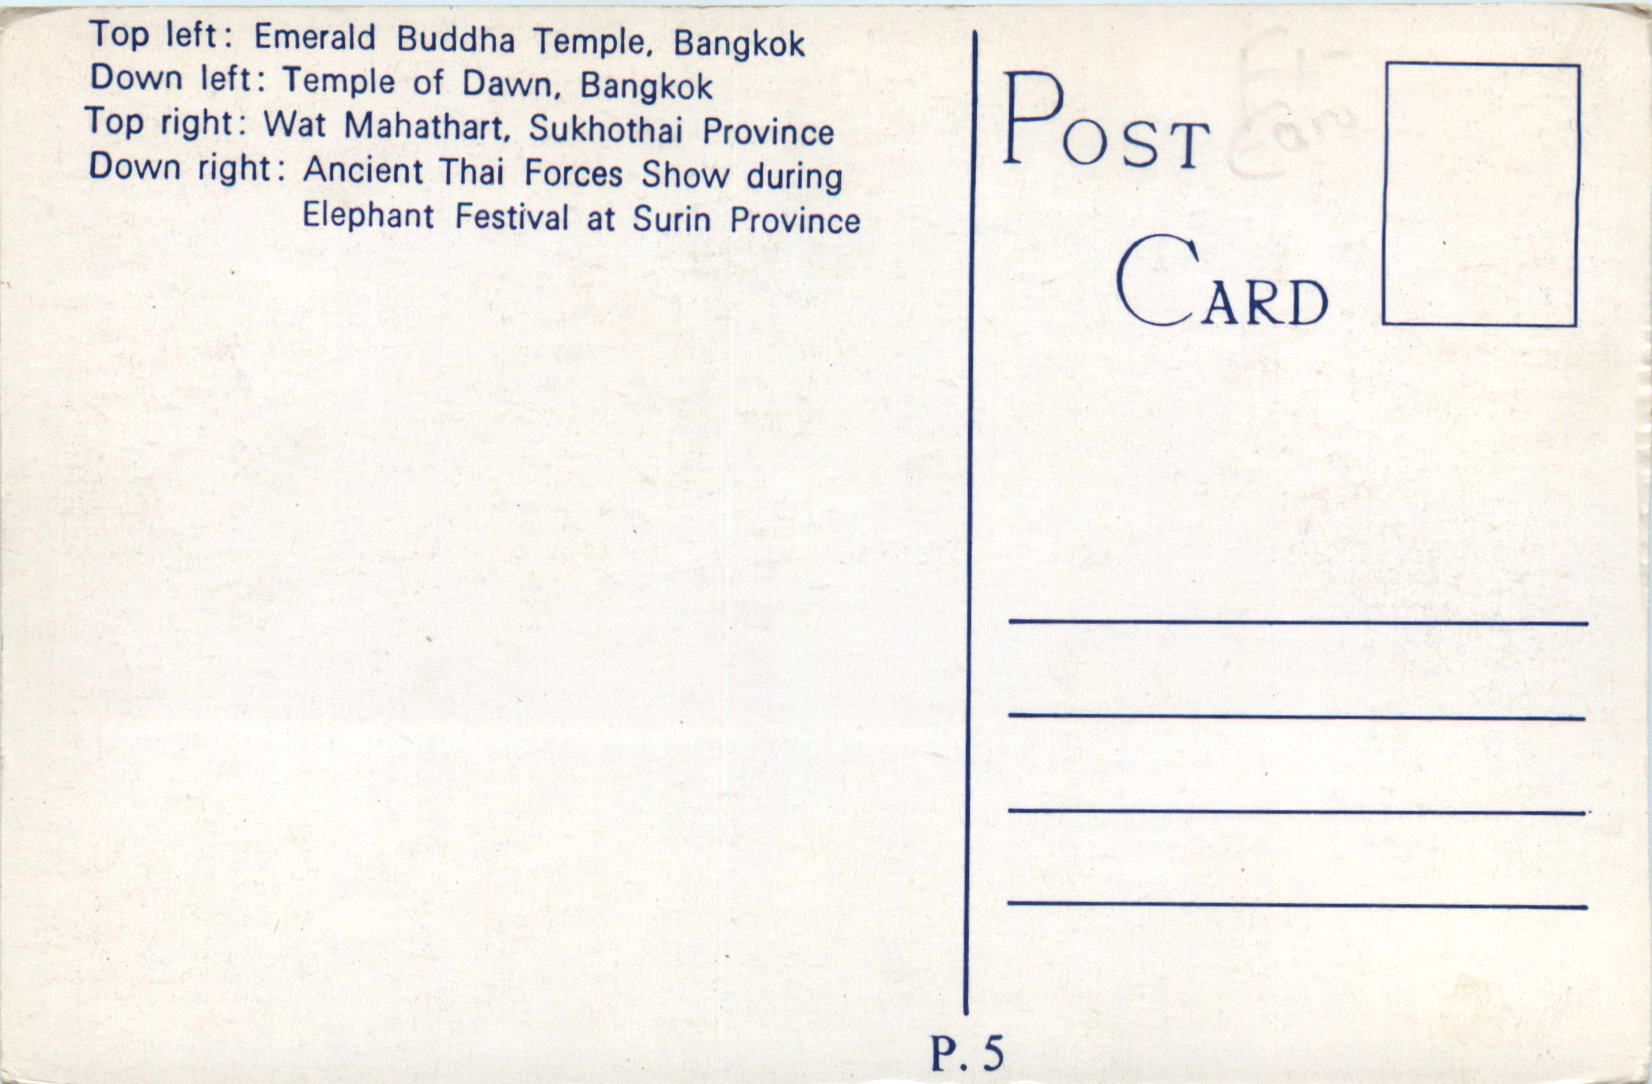 Top left: Emerald Buddha Temple, Bangkok
Down left: Temple of Dawn, Bangkok
Top right: Wat Mahathart, Sukhothai Province
Down right: Ancient Thai Forces Show during
Elephant Festival at Surin Province
POST
CARD
P. 5